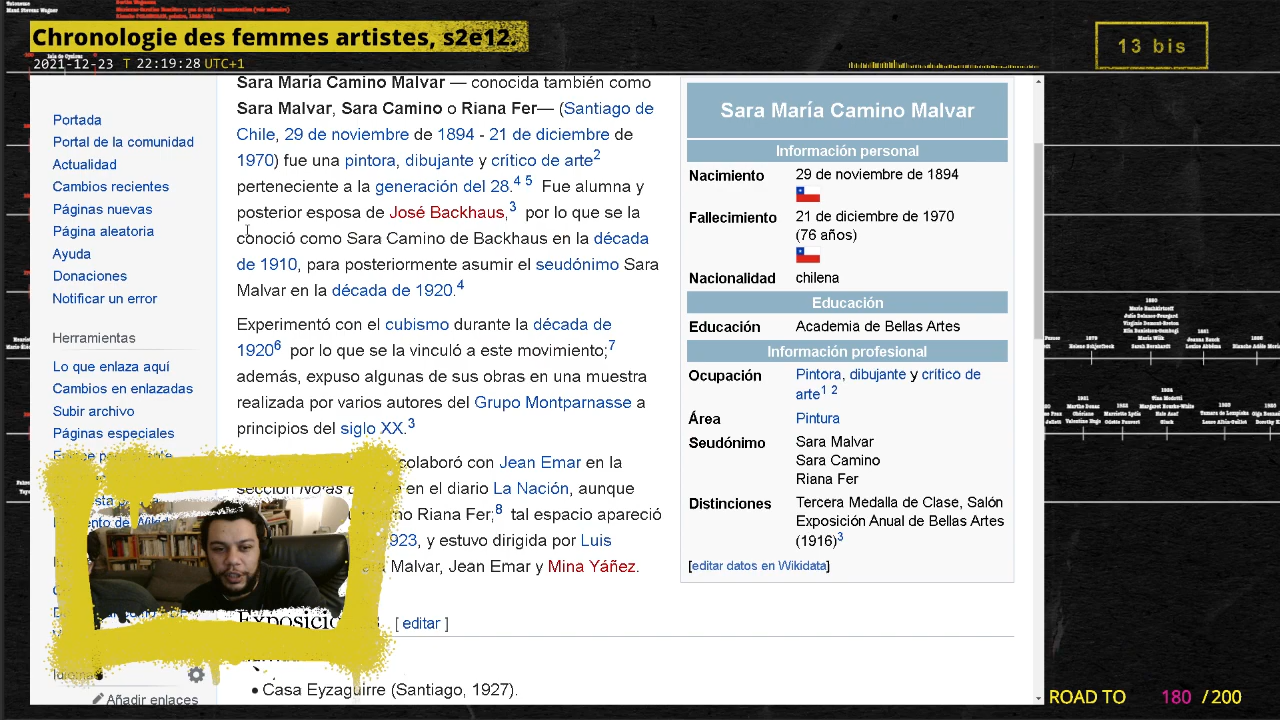 Chronologie des femmes artistes, s2e12.
2021-12-23 T 22:19:28 UTC+1
13 bis
Portada
Portal de la comunidad
Actualidad
Cambios recientes
Páginas nuevas
Página aleatoria
Ayuda
Donaciones
Notificar un error
Herramientas
Lo que enlaza aquí
Cambios en enlazadas
Subir archivo
Páginas especiales
Añadir enlaces
Sara María Camino Malvar — conocida también como
Sara Malvar, Sara Camino o Riana Fer— (Santiago de
Chile, 29 de noviembre de 1894 - 21 de diciembre de
1970) fue una pintora, dibujante y crítico de arte2
perteneciente a la generación del 28.4 5 Fue alumna y
posterior esposa de José Backhaus,3 por lo que se la
conoció como Sara Camino de Backhaus en la década
de 1910, para posteriormente asumir el seudónimo Sara
Malvar en la década de 1920.4
Experimentó con el cubismo durante la década de
19206 por lo que se la vinculó a este movimiento;7
además, expuso algunas de sus obras en una muestra
realizada por varios autores del Grupo Montparnasse a
principios del siglo XX.3
colaboró con Jean Emar en la
sección en el diario La Nación, aunque
Riana Fer;8 tal espacio apareció
923, y estuvo dirigida por Luis
Malvar, Jean Emar y Mina Yáñez.
[ editar ]
• Casa Eyzaguirre (Santiago, 1927).
Sara María Camino Malvar
Información personal
Nacimiento 29 de noviembre de 1894
Fallecimiento 21 de diciembre de 1970
(76 años)
Nacionalidad chilena
Educación
Educación Academia de Bellas Artes
Información profesional
Ocupación Pintora, dibujante y crítico de
arte1 2
Área Pintura
Seudónimo Sara Malvar
Sara Camino
Riana Fer
Distinciones Tercera Medalla de Clase, Salón
Exposición Anual de Bellas Artes
(1916)3
[editar datos en Wikidata]
ROAD TO 180 / 200